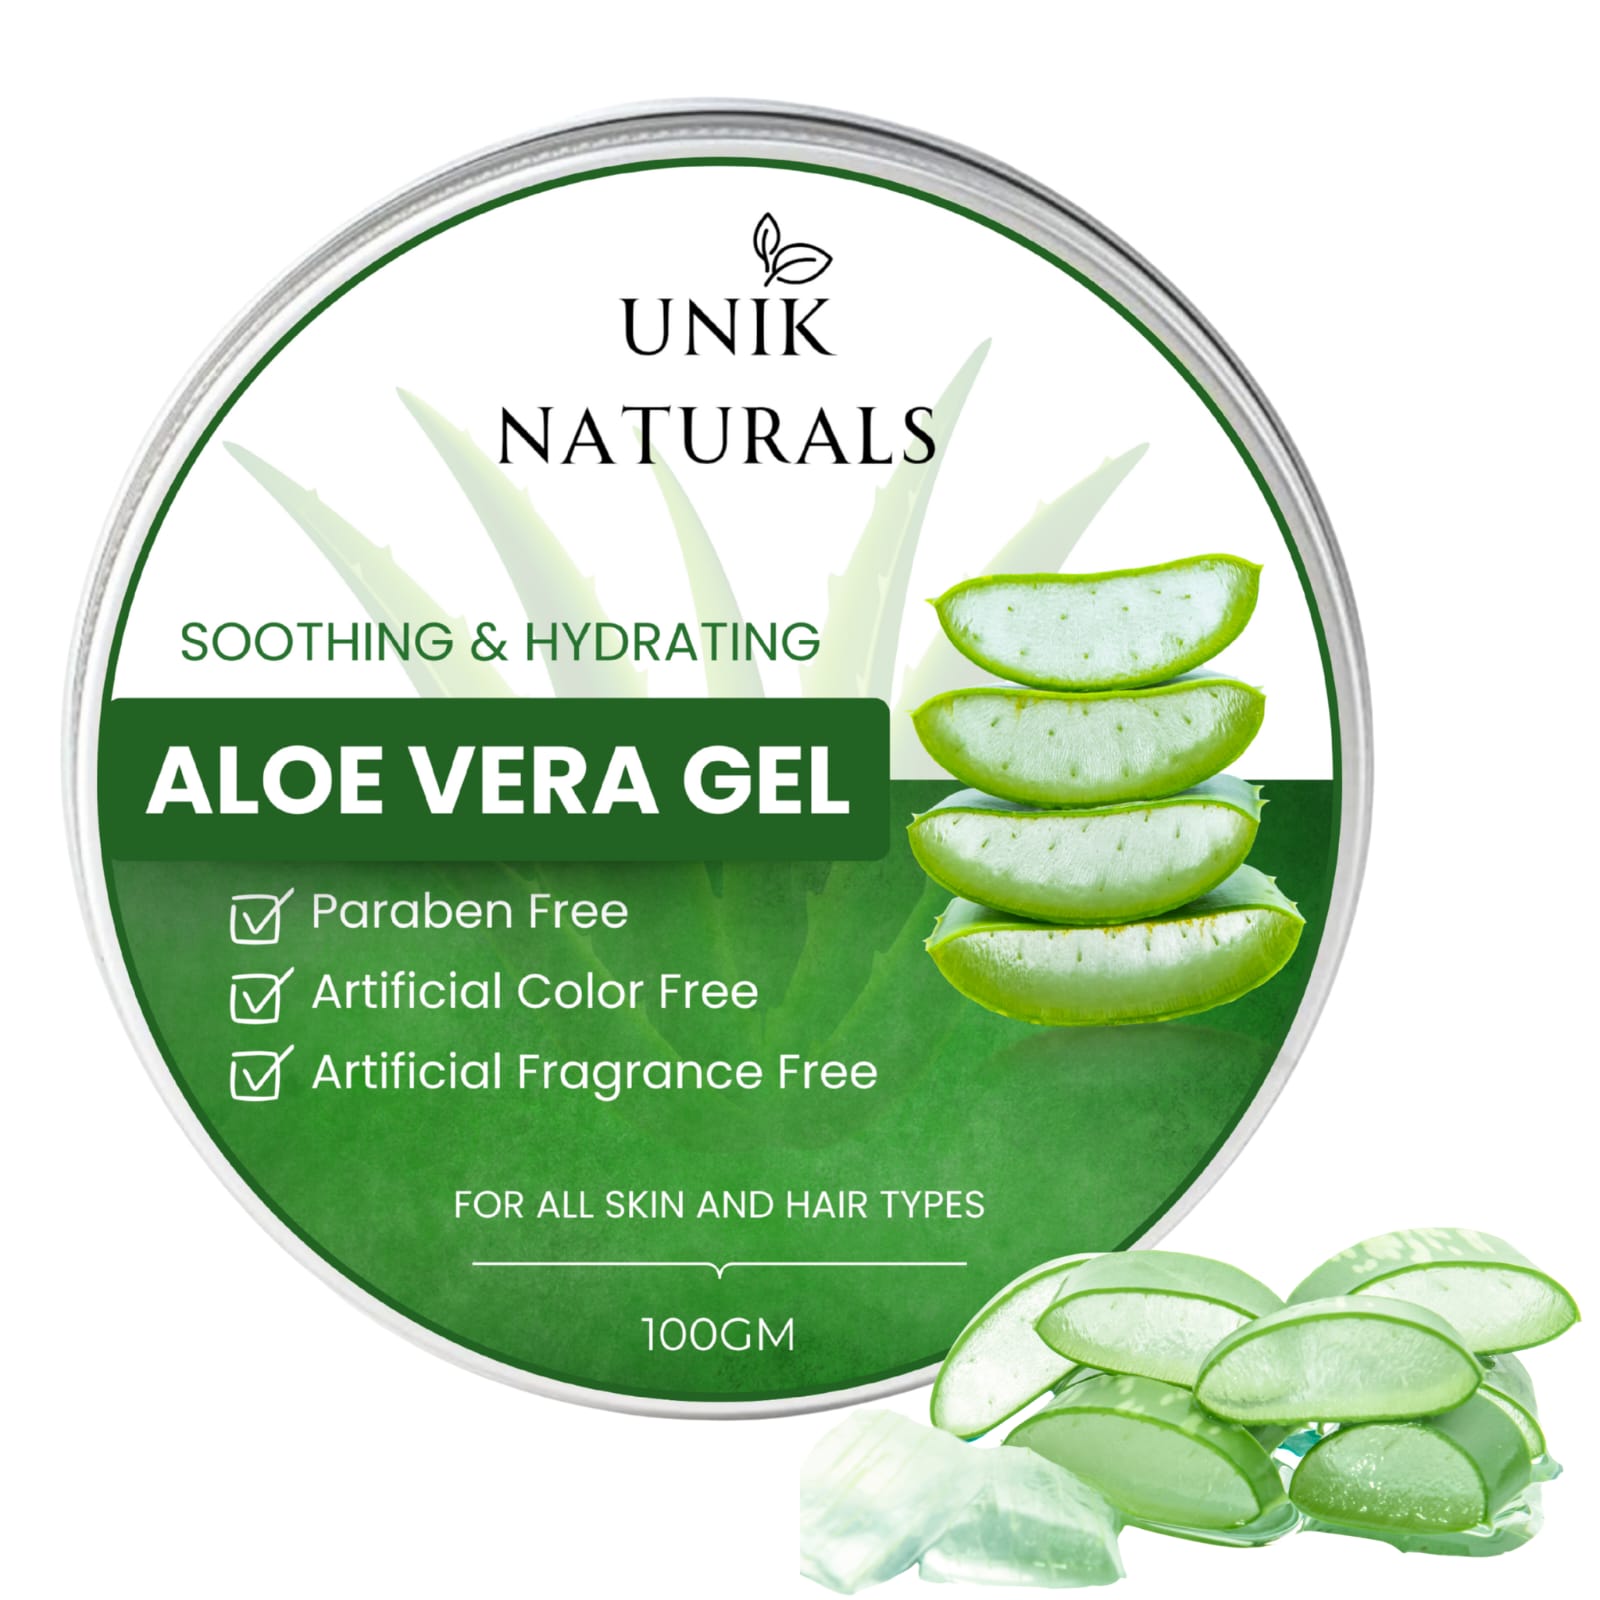 UNIK
NATURALS
SOOTHING & HYDRATING
ALOE VERA GEL
Paraben Free
Artificial Color Free
Artificial Fragrance Free
FOR ALL SKIN AND HAIR TYPES
100GM